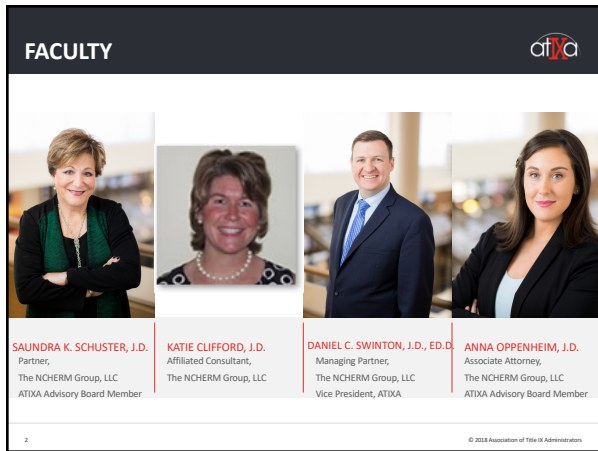 FACULTY
atIXa
SAUNDRA K. SCHUSTER, J.D.
Partner,
The NCHERM Group, LLC
ATIXA Advisory Board Member
KATIE CLIFFORD, J.D.
Affiliated Consultant,
The NCHERM Group, LLC
DANIEL C. SWINTON, J.D., ED.D.
Managing Partner,
The NCHERM Group, LLC
Vice President, ATIXA
ANNA OPPENHEIM, J.D.
Associate Attorney,
The NCHERM Group, LLC
ATIXA Advisory Board Member
2
© 2018 Association of Title IX Administrators